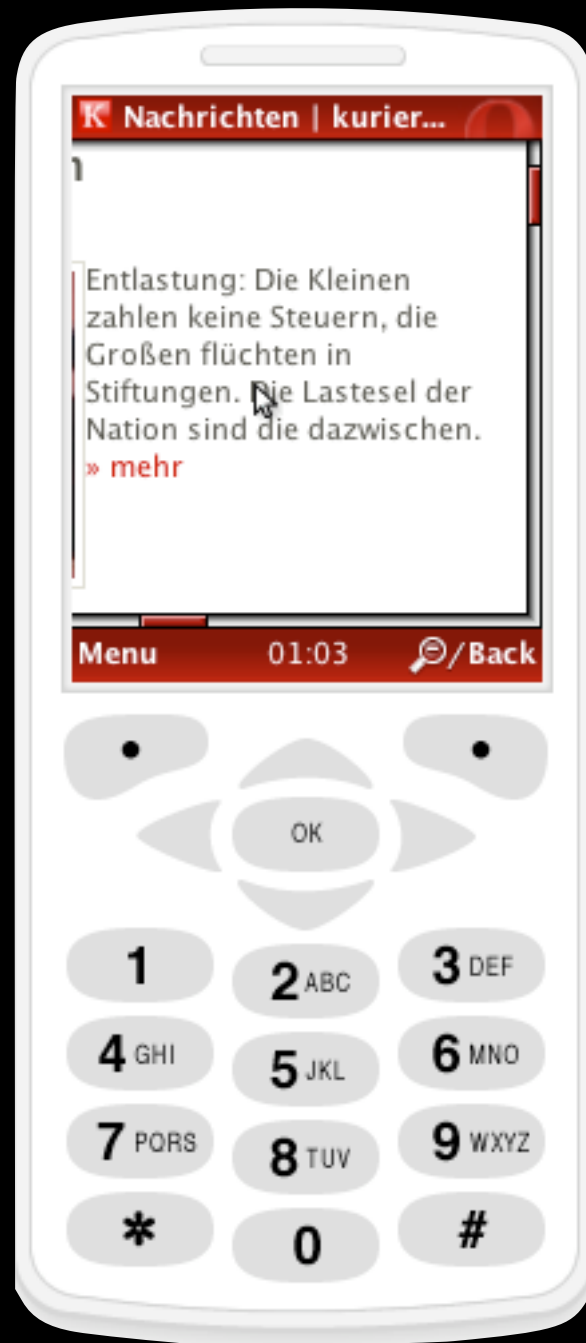 K Nachrichten | kurier...
n
Entlastung: Die Kleinen
zahlen keine Steuern, die
Großen flüchten in
Stiftungen. Die Lastesel der
Nation sind die dazwischen.
» mehr
Menu 01:03 /Back
OK
1 2 ABC 3 DEF
4 GHI 5 JKL 6 MNO
7 PQRS 8 TUV 9 WXYZ
* 0 #